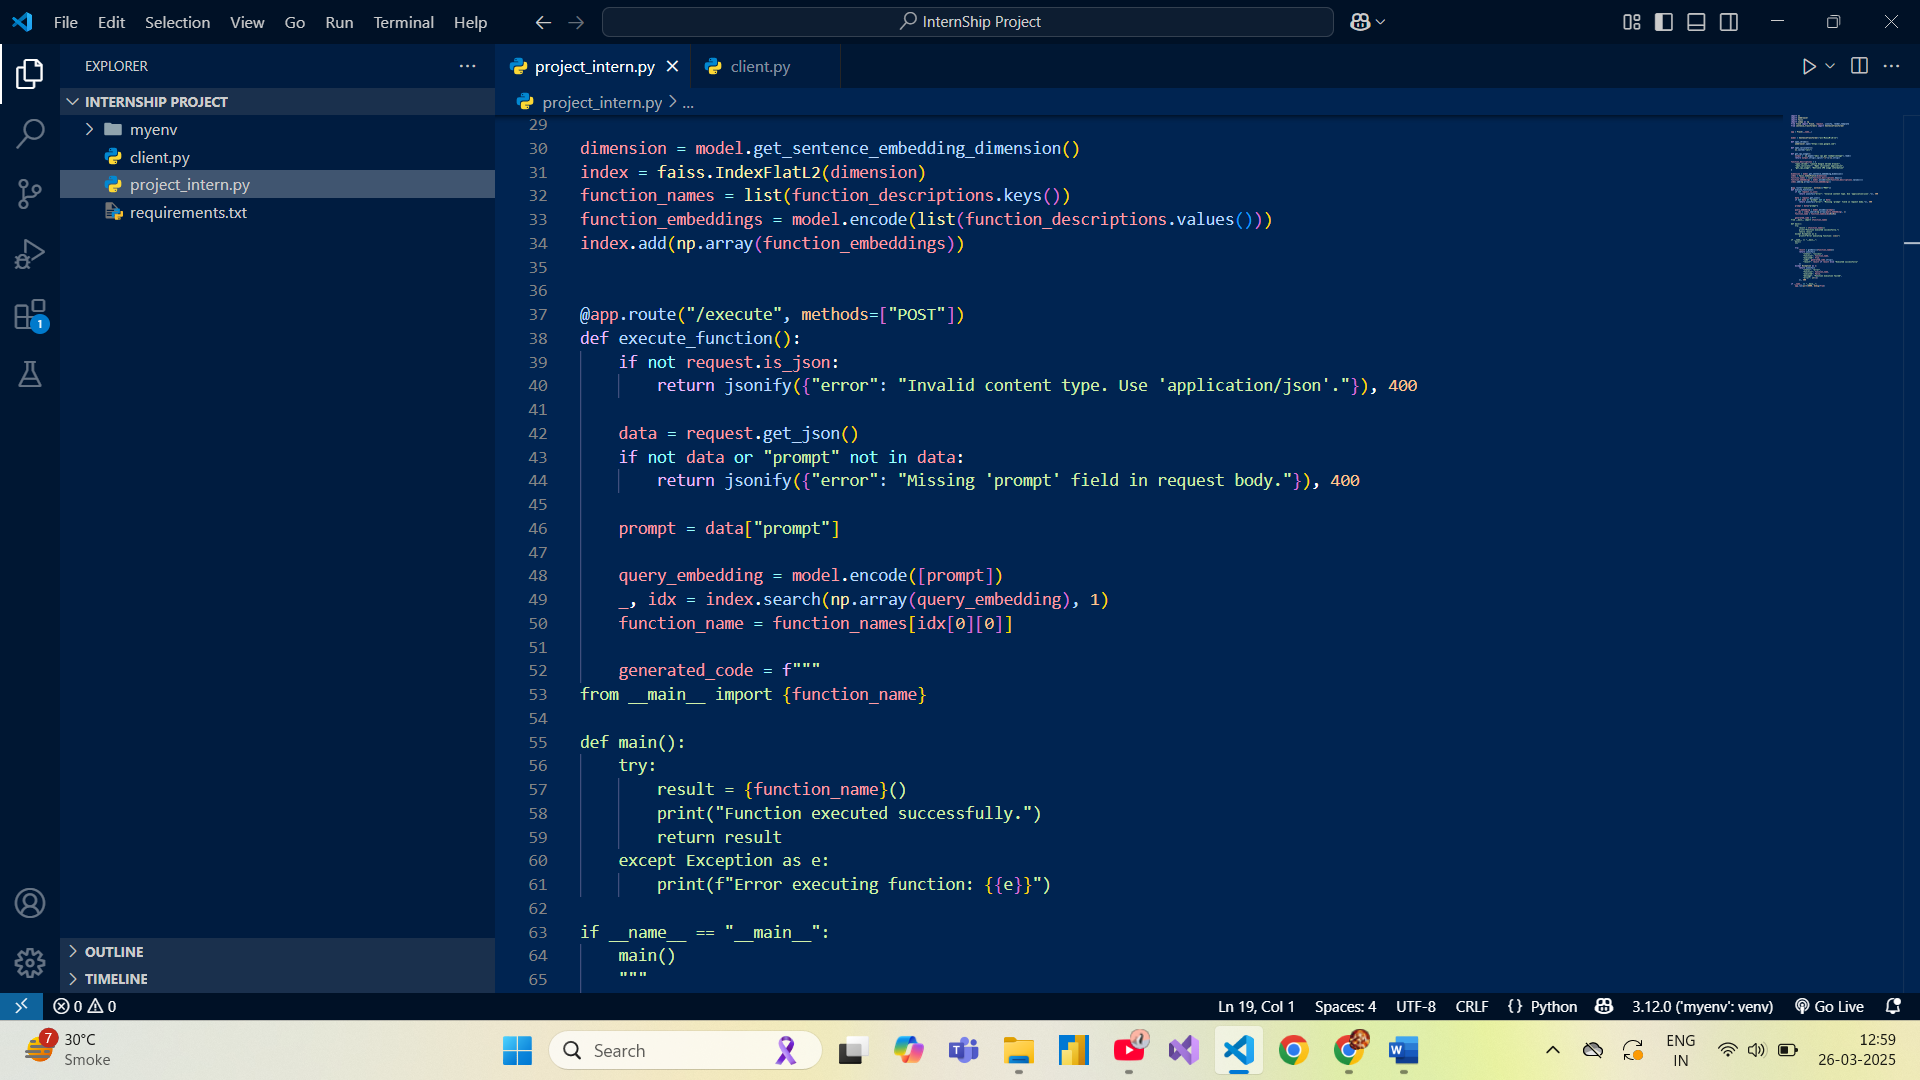 File Edit Selection View Go Run Terminal Help
InternShip Project
EXPLORER
INTERNSHIP PROJECT
myenv
client.py
project_intern.py
requirements.txt
1
OUTLINE
TIMELINE
project_intern.py
client.py
project_intern.py > ...
29
30 dimension = model.get_sentence_embedding_dimension()
31 index = faiss.IndexFlatL2(dimension)
32 function_names = list(function_descriptions.keys())
33 function_embeddings = model.encode(list(function_descriptions.values()))
34 index.add(np.array(function_embeddings))
35
36
37 @app.route("/execute", methods=["POST"])
38 def execute_function():
39     if not request.is_json:
40         return jsonify({"error": "Invalid content type. Use 'application/json'."}), 400
41
42     data = request.get_json()
43     if not data or "prompt" not in data:
44         return jsonify({"error": "Missing 'prompt' field in request body."}), 400
45
46     prompt = data["prompt"]
47
48     query_embedding = model.encode([prompt])
49     _, idx = index.search(np.array(query_embedding), 1)
50     function_name = function_names[idx[0][0]]
51
52     generated_code = f"""
53 from __main__ import {function_name}
54
55 def main():
56     try:
57         result = {function_name}()
58         print("Function executed successfully.")
59         return result
60     except Exception as e:
61         print(f"Error executing function: {{e}}")
62
63 if __name__ == "__main__":
64     main()
65     """
0 0
Ln 19, Col 1 Spaces: 4 UTF-8 CRLF {} Python 3.12.0 ('myenv': venv) Go Live
7
30°C
Smoke
Search
ENG
IN
12:59
26-03-2025